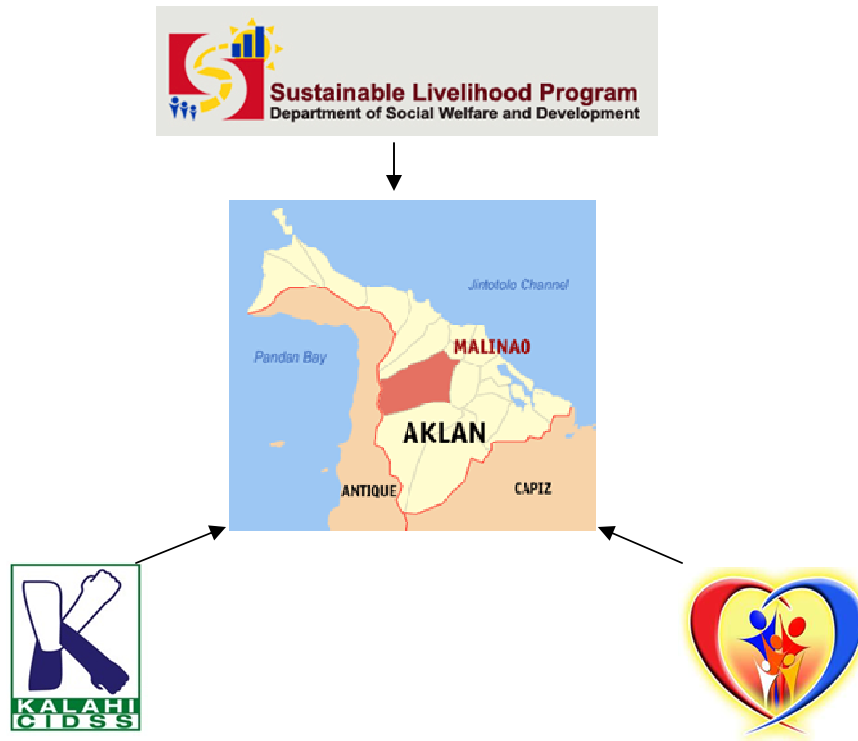 Sustainable Livelihood Program
Department of Social Welfare and Development
Jintotolo Channel
MALINAO
Pandan Bay
AKLAN
ANTIQUE
CAPIZ
KALAHI
CIDSS